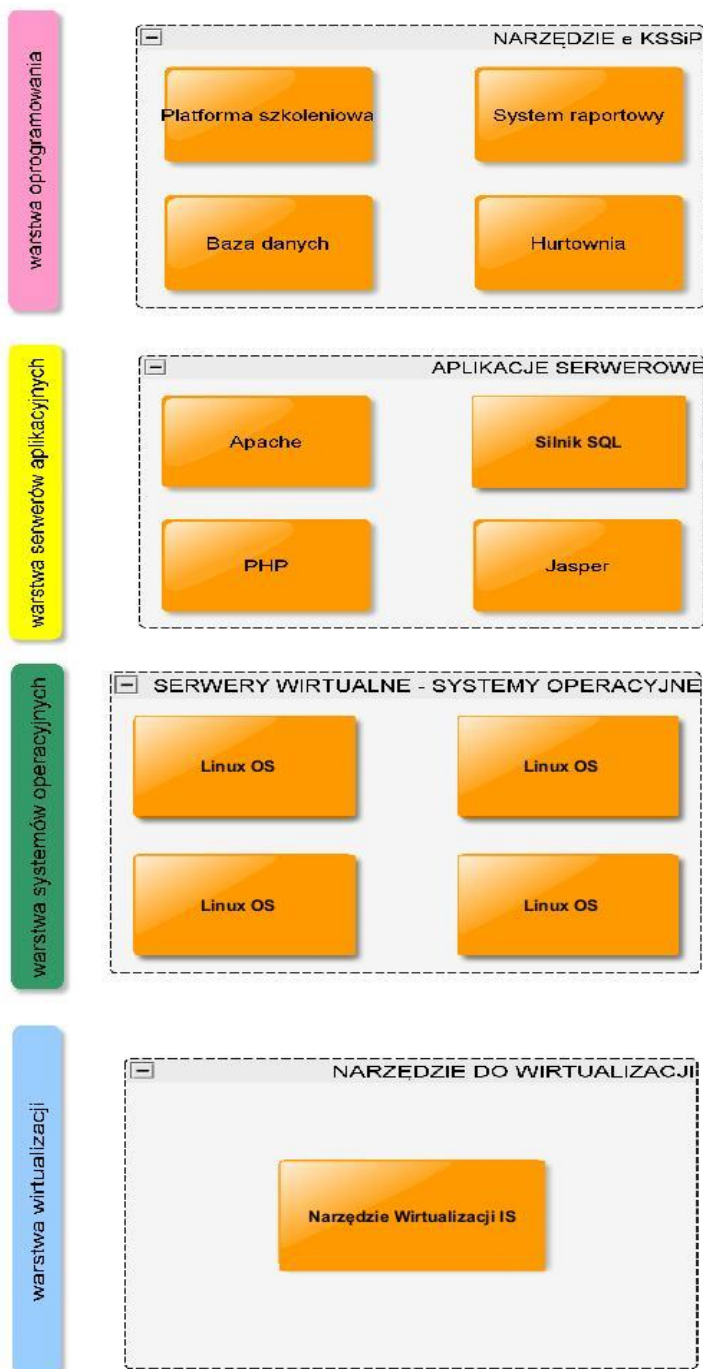 warstwa oprogramowania
NARZĘDZIE e KSSiP
Platforma szkoleniowa
System raportowy
Baza danych
Hurtownia
warstwa serwerów aplikacyjnych
APLIKACJE SERWEROWE
Apache
Silnik SQL
PHP
Jasper
warstwa systemów operacyjnych
SERWERY WIRTUALNE - SYSTEMY OPERACYJNE
Linux OS
Linux OS
Linux OS
Linux OS
warstwa wirtualizacji
NARZĘDZIE DO WIRTUALIZACJI
Narzędzie Wirtualizacji IS